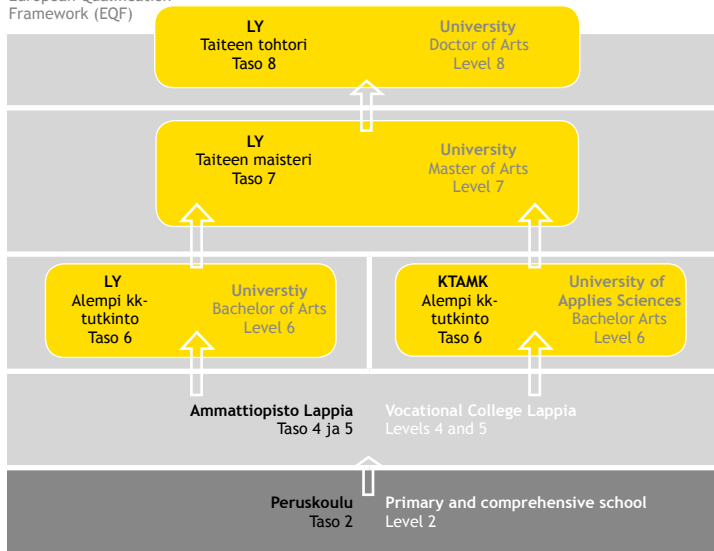 European Qualification
Framework (EQF)
LY
Taiteen tohtori
Taso 8
University
Doctor of Arts
Level 8
LY
Taiteen maisteri
Taso 7
University
Master of Arts
Level 7
LY
Alempi kk-
tutkinto
Taso 6
Universtiy
Bachelor of Arts
Level 6
KTAMK
Alempi kk-
tutkinto
Taso 6
University of
Applies Sciences
Bachelor Arts
Level 6
Ammattiopisto Lappia
Taso 4 ja 5
Vocational College Lappia
Levels 4 and 5
Peruskoulu
Taso 2
Primary and comprehensive school
Level 2